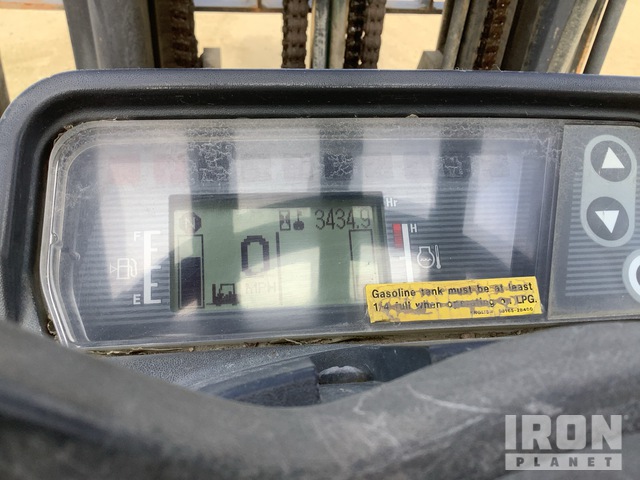 3434.9
Hr
F
0
H
MPH
E
Gasoline tank must be at least
1/4 full when operating on LPG.
IRON
PLANET